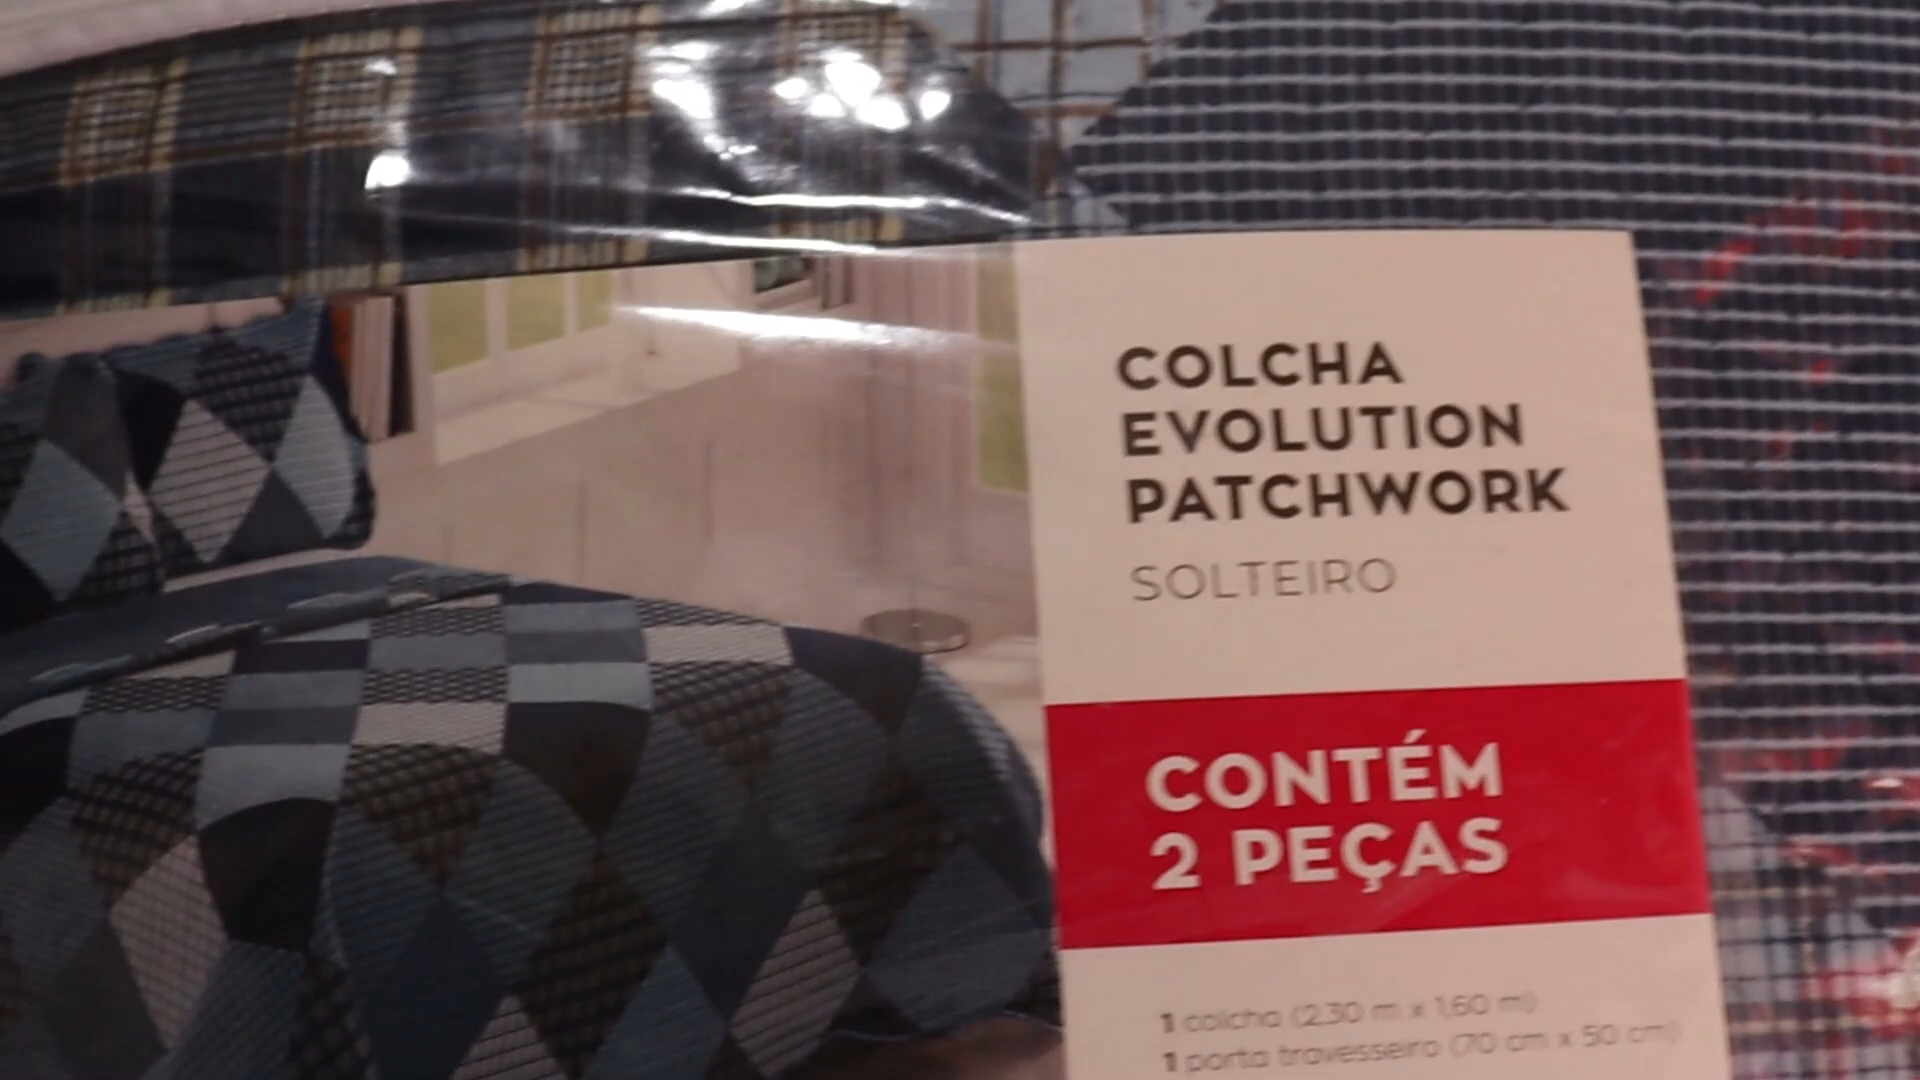 COLCHA
EVOLUTION
PATCHWORK
SOLTEIRO
CONTÉM
2 PEÇAS
1 colcha (2,30 m x 1,60 m)
1 porta travesseiro (70 cm x 50 cm)